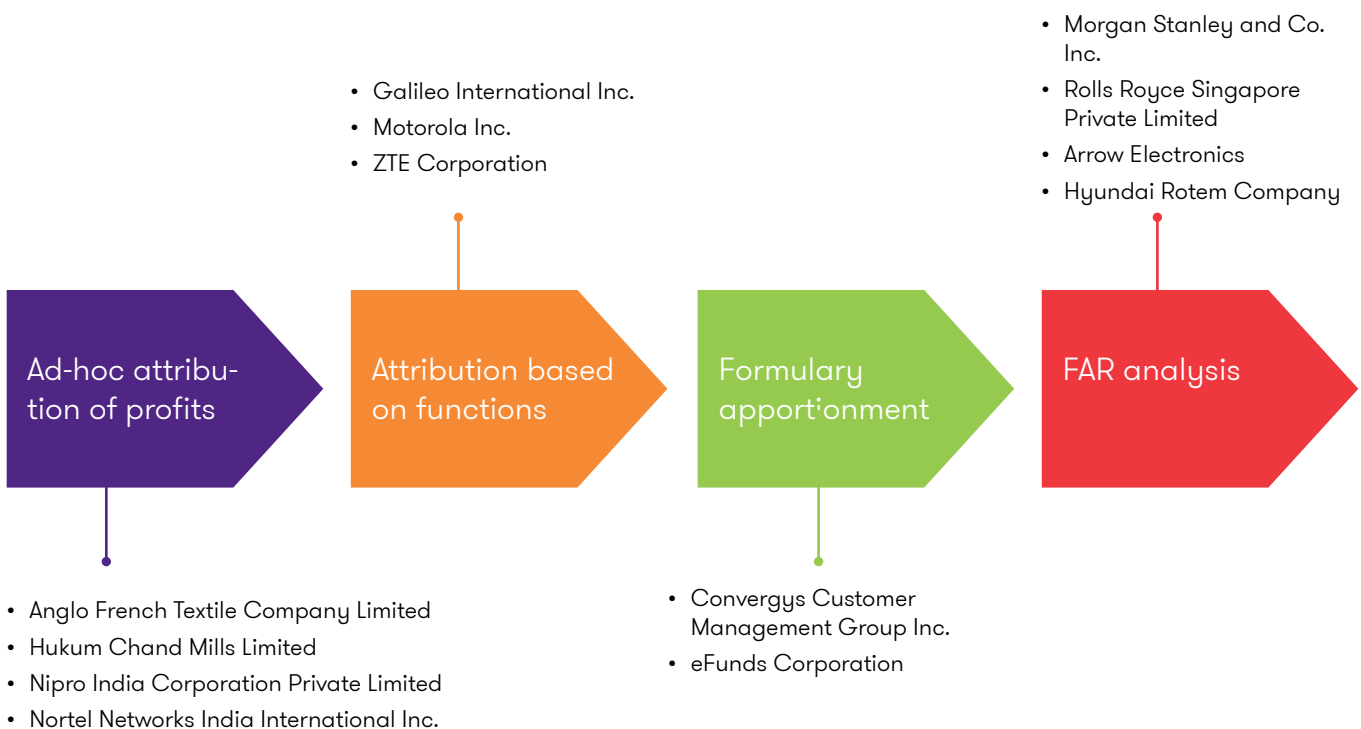 • Morgan Stanley and Co.
Inc.
• Rolls Royce Singapore
Private Limited
• Arrow Electronics
• Hyundai Rotem Company
• Galileo International Inc.
• Motorola Inc.
• ZTE Corporation
Ad-hoc attribu-
tion of profits
Attribution based
on functions
Formulary
apportionment
FAR analysis
• Anglo French Textile Company Limited
• Hukum Chand Mills Limited
• Nipro India Corporation Private Limited
• Nortel Networks India International Inc.
• Convergys Customer
Management Group Inc.
• eFunds Corporation